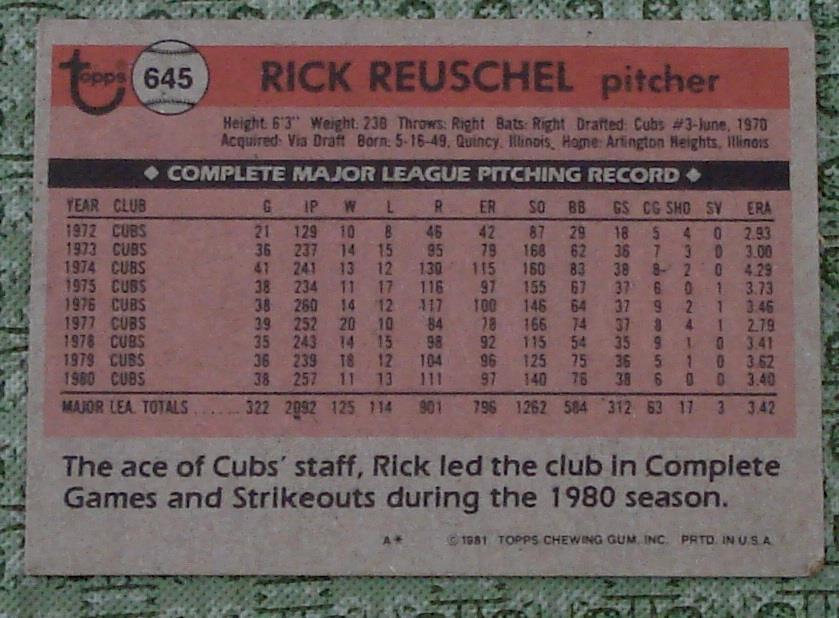 Topps 645 RICK REUSCHEL pitcher
Height: 6'3" Weight: 238 Throws: Right Bats: Right Drafted: Cubs #3-June, 1970
Acquired: Via Draft Born: 5-16-49, Quincy, Illinois, Home: Arlington Heights, Illinois
◆ COMPLETE MAJOR LEAGUE PITCHING RECORD ◆
YEAR CLUB G IP W L R ER SO BB GS CG SHO SV ERA
1972 CUBS 21 129 10 8 46 42 87 29 18 5 4 0 2.93
1973 CUBS 36 237 14 15 95 79 168 62 36 7 3 0 3.00
1974 CUBS 41 241 13 12 130 115 160 83 38 8 2 0 4.29
1975 CUBS 38 234 11 17 116 97 155 67 37 6 0 1 3.73
1976 CUBS 38 260 14 12 117 100 146 64 37 9 2 1 3.46
1977 CUBS 39 252 20 10 84 78 166 74 37 8 4 1 2.79
1978 CUBS 35 243 14 15 98 92 115 54 35 9 1 0 3.41
1979 CUBS 36 239 18 12 104 96 125 75 36 5 1 0 3.62
1980 CUBS 38 257 11 13 111 97 140 76 38 6 0 0 3.40
MAJOR LEA. TOTALS ...... 322 2092 125 114 901 796 1262 584 312 63 17 3 3.42
The ace of Cubs' staff, Rick led the club in Complete
Games and Strikeouts during the 1980 season.
A* ©1981 TOPPS CHEWING GUM, INC. PRTD. IN U.S.A.